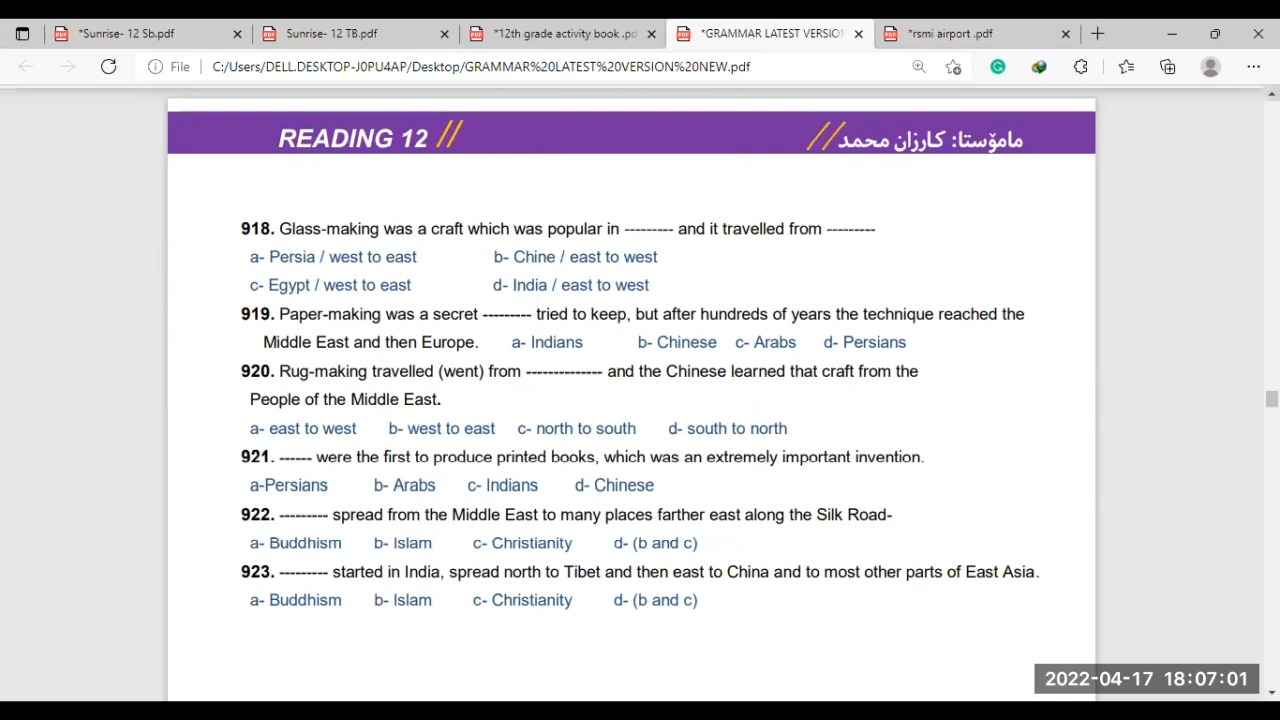 *Sunrise- 12 Sb.pdf
Sunrise- 12 TB.pdf
*12th grade activity book .pd
*GRAMMAR LATEST VERSION
*rsmi airport .pdf
File C:/Users/DELL.DESKTOP-J0PU4AP/Desktop/GRAMMAR%20LATEST%20VERSION%20NEW.pdf
READING 12 // // مامۆستا: کارزان محمد
918. Glass-making was a craft which was popular in --------- and it travelled from ---------
a- Persia / west to east b- Chine / east to west
c- Egypt / west to east d- India / east to west
919. Paper-making was a secret --------- tried to keep, but after hundreds of years the technique reached the
Middle East and then Europe. a- Indians b- Chinese c- Arabs d- Persians
920. Rug-making travelled (went) from -------------- and the Chinese learned that craft from the
People of the Middle East.
a- east to west b- west to east c- north to south d- south to north
921. ------ were the first to produce printed books, which was an extremely important invention.
a-Persians b- Arabs c- Indians d- Chinese
922. --------- spread from the Middle East to many places farther east along the Silk Road-
a- Buddhism b- Islam c- Christianity d- (b and c)
923. --------- started in India, spread north to Tibet and then east to China and to most other parts of East Asia.
a- Buddhism b- Islam c- Christianity d- (b and c)
2022-04-17 18:07:01